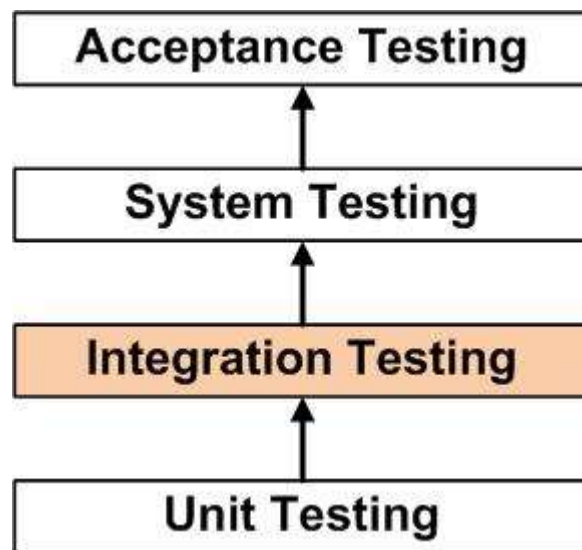 Acceptance Testing
System Testing
Integration Testing
Unit Testing